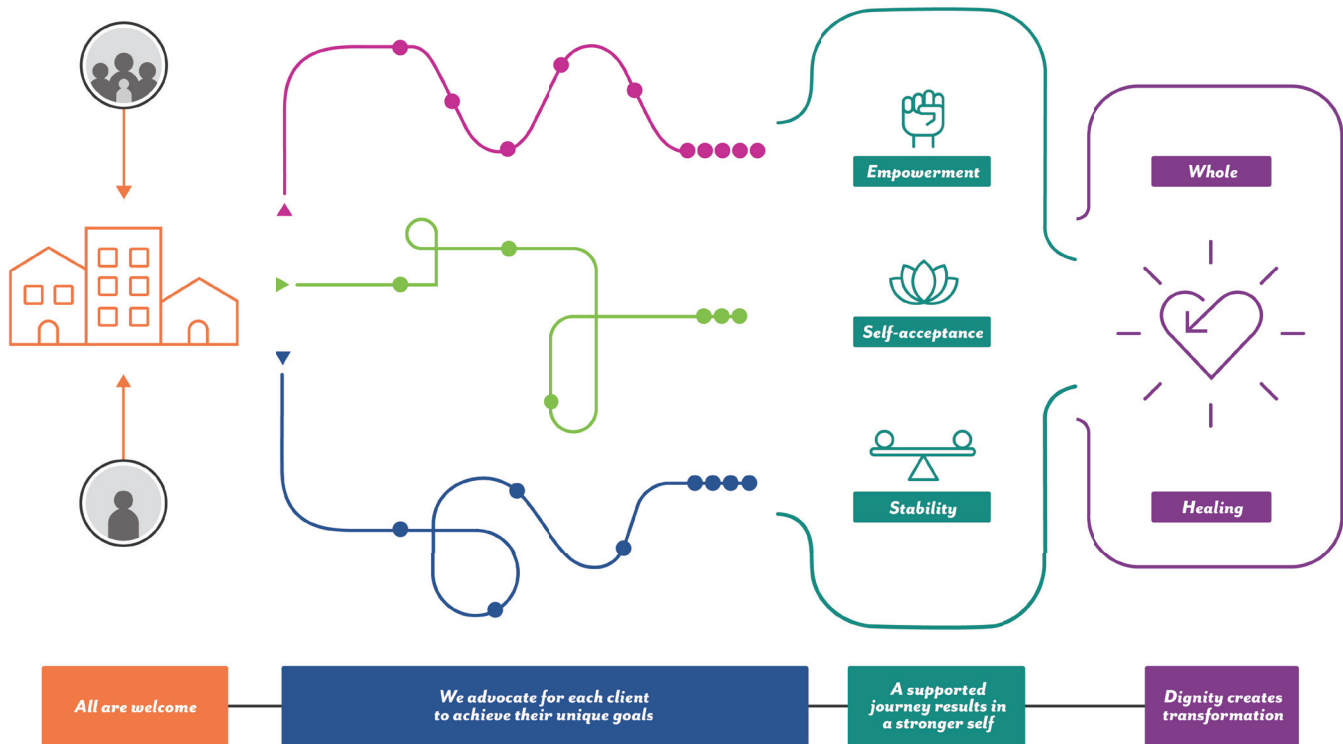 Empowerment
Whole
Self-acceptance
Stability
Healing
All are welcome
We advocate for each client
to achieve their unique goals
A supported
journey results in
a stronger self
Dignity creates
transformation